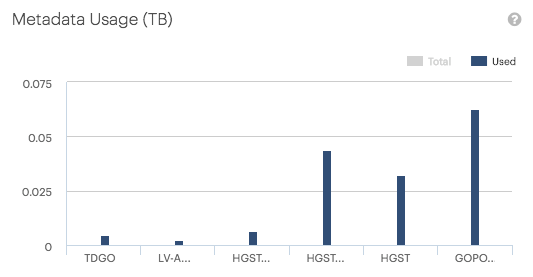 Metadata Usage (TB)
?
Total Used
0.075
0.05
0.025
0
TDGO LV-A... HGST... HGST... HGST GOPO..